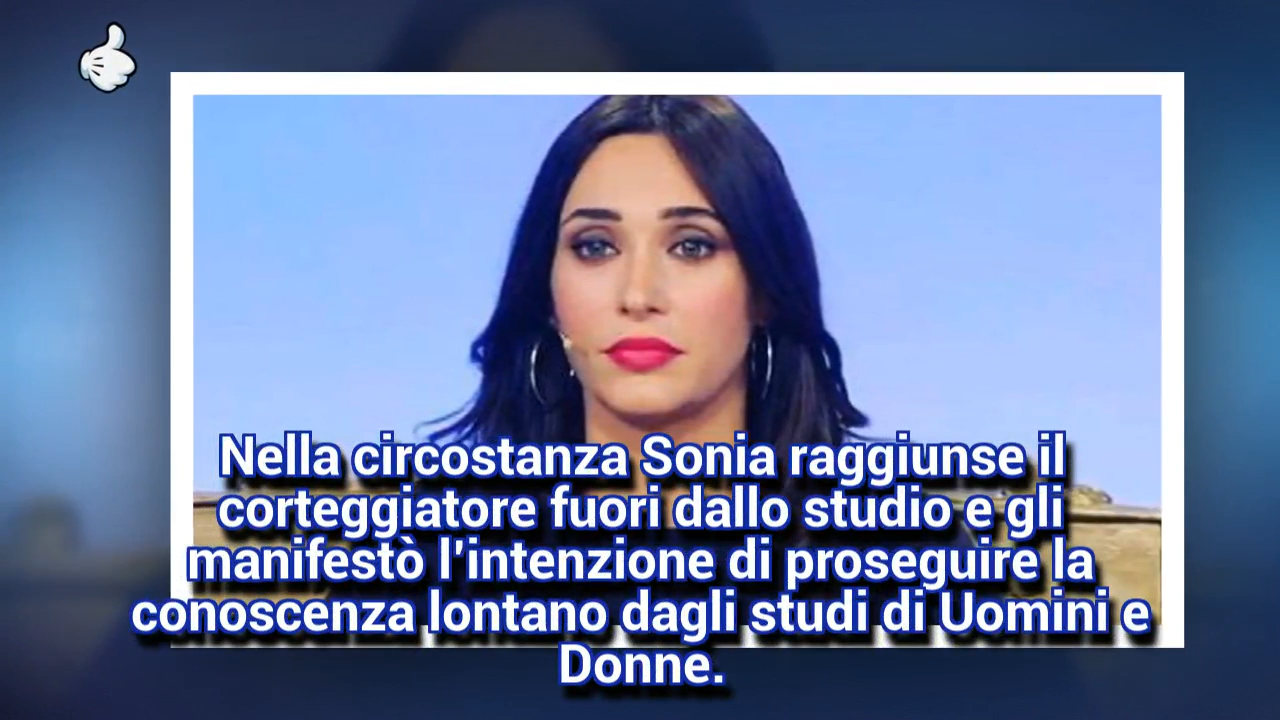 Nella circostanza Sonia raggiunse il
corteggiatore fuori dallo studio e gli
manifestò l'intenzione di proseguire la
conoscenza lontano dagli studi di Uomini e
Donne.